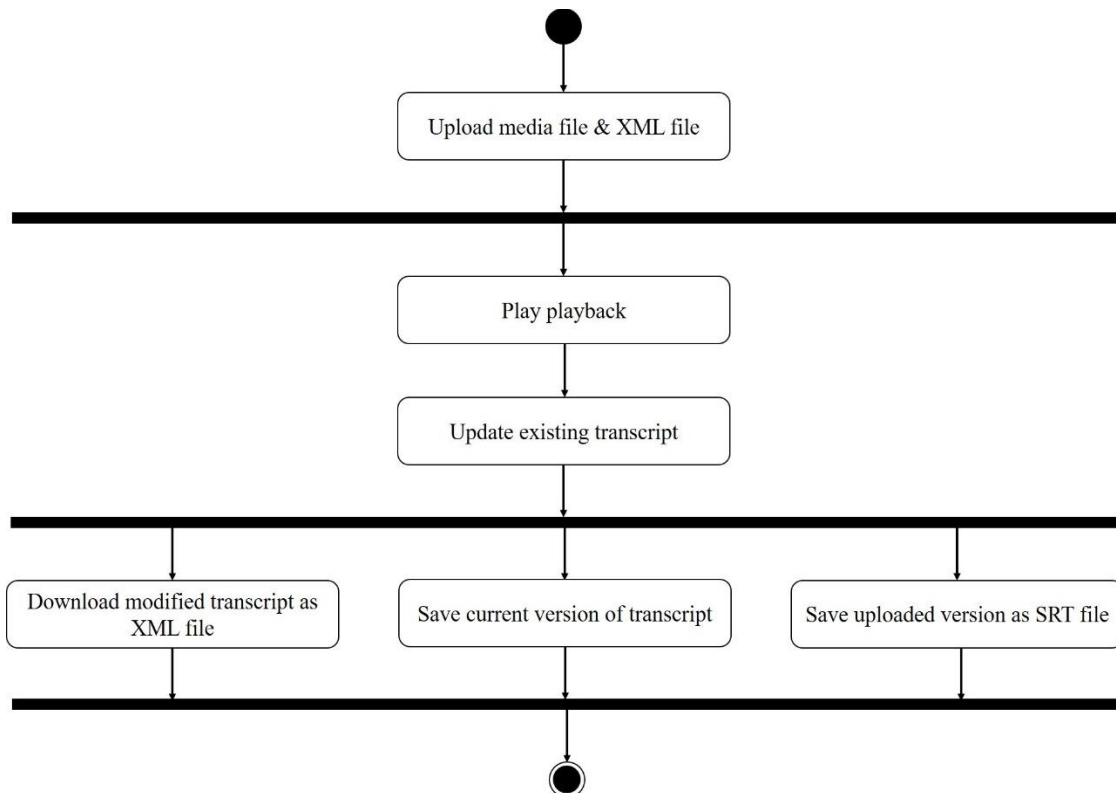 Upload media file & XML file
Play playback
Update existing transcript
Download modified transcript as
XML file
Save current version of transcript
Save uploaded version as SRT file